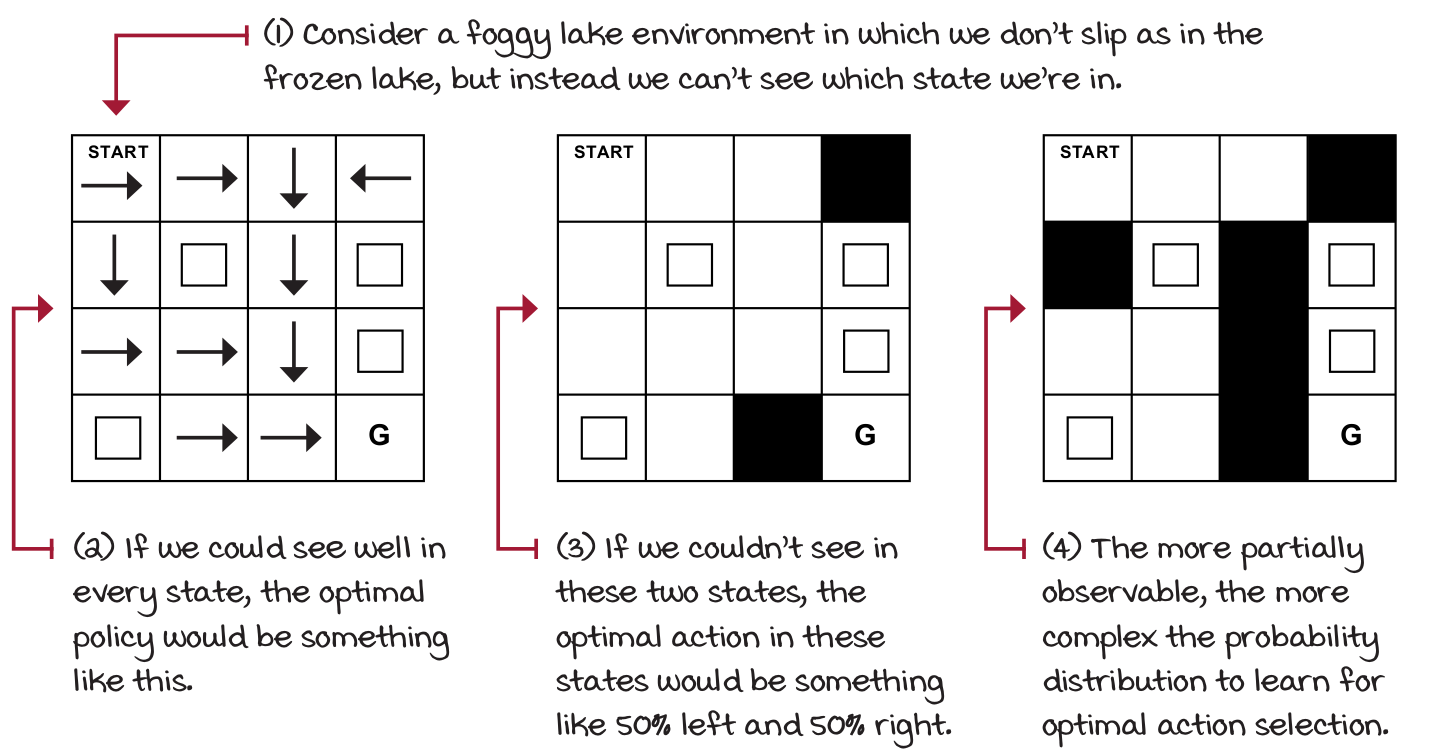 (1) Consider a foggy lake environment in which we don't slip as in the
frozen lake, but instead we can't see which state we're in.
START
START
START
G
G
G
(2) If we could see well in
every state, the optimal
policy would be something
like this.
(3) If we couldn't see in
these two states, the
optimal action in these
states would be something
like 50% left and 50% right.
(4) The more partially
observable, the more
complex the probability
distribution to learn for
optimal action selection.